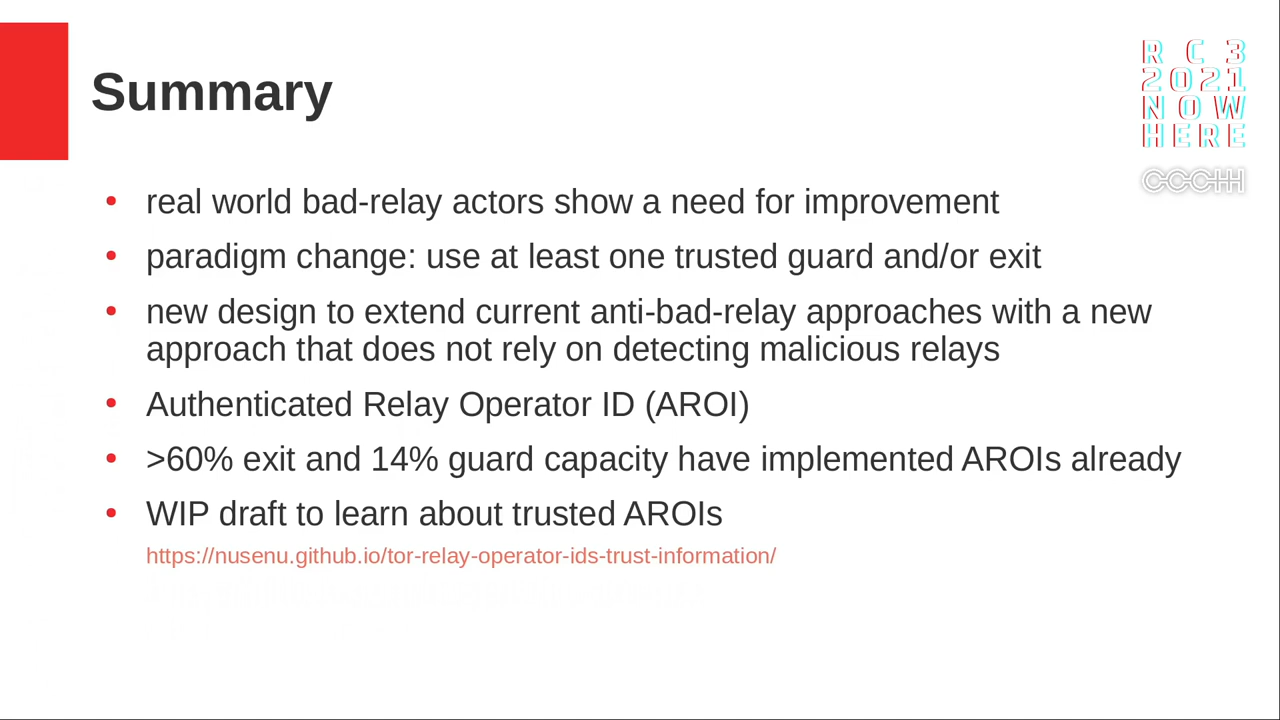 Summary
R C 3
2021
NOW
HERE
CCCHH
• real world bad-relay actors show a need for improvement
• paradigm change: use at least one trusted guard and/or exit
• new design to extend current anti-bad-relay approaches with a new
approach that does not rely on detecting malicious relays
• Authenticated Relay Operator ID (AROI)
• >60% exit and 14% guard capacity have implemented AROIs already
• WIP draft to learn about trusted AROIs
https://nusenu.github.io/tor-relay-operator-ids-trust-information/